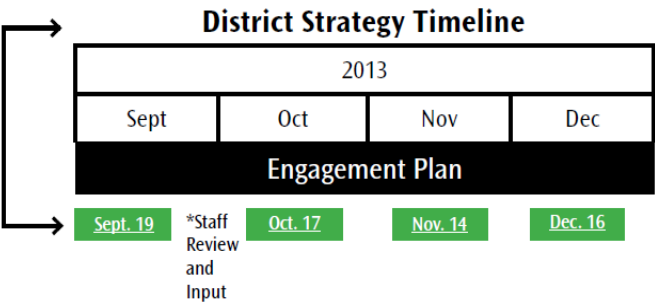 District Strategy Timeline
2013
Sept Oct Nov Dec
Engagement Plan
Sept. 19 *Staff Oct. 17 Nov. 14 Dec. 16
Review
and
Input